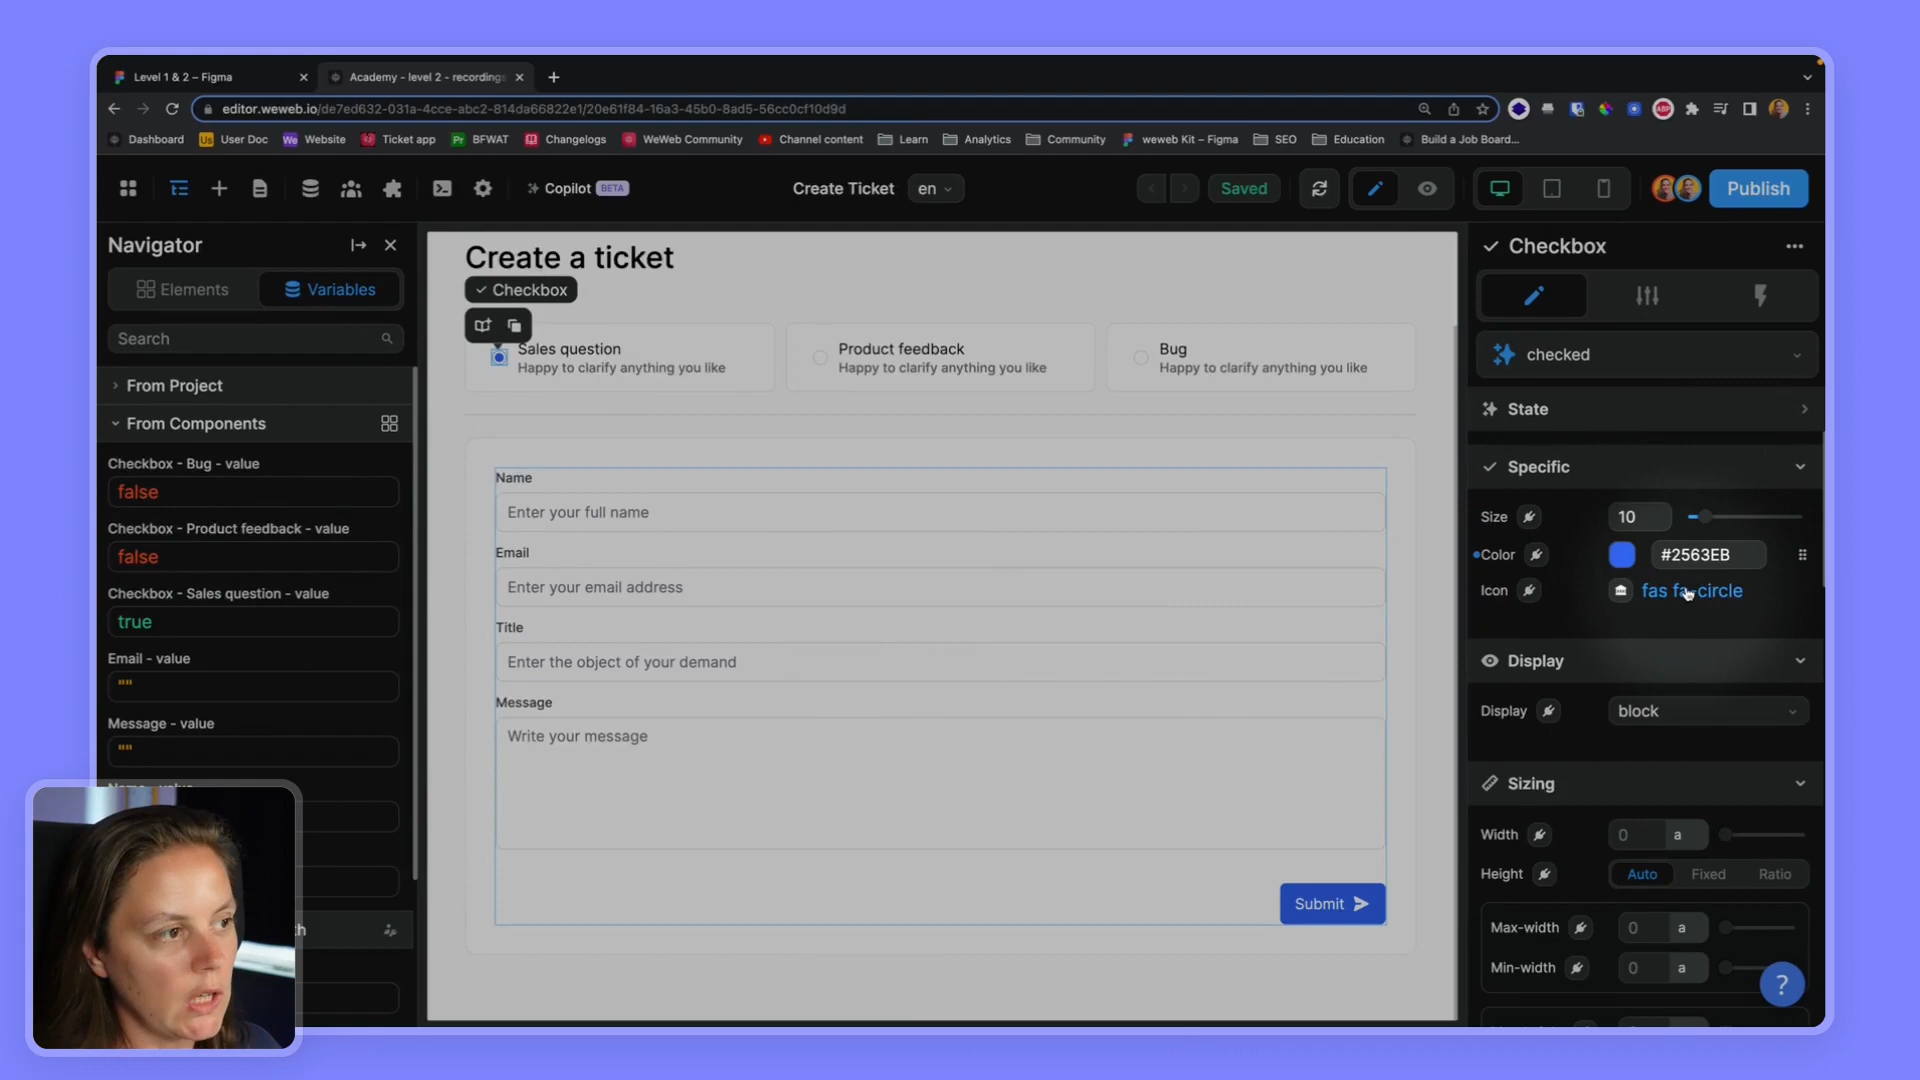 Level 1 & 2 – Figma
Academy - level 2 - recordings
editor.weweb.io/de7ed632-031a-4cce-abc2-814da66822e1/20e61f84-16a3-45b0-8ad5-56cc0cf10d9d
ABP
Dashboard
Us User Doc
We Website
Ticket app
Pr BFWAT
Changelogs
WeWeb Community
Channel content
Learn
Analytics
Community
weweb Kit – Figma
SEO
Education
Build a Job Board...
Copilot BETA
Create Ticket
en
Saved
Publish
Navigator
Elements
Variables
Search
From Project
From Components
Checkbox - Bug - value
false
Checkbox - Product feedback - value
false
Checkbox - Sales question - value
true
Email - value
""
Message - value
""
Create a ticket
Checkbox
Sales question
Happy to clarify anything you like
Product feedback
Happy to clarify anything you like
Bug
Happy to clarify anything you like
Name
Enter your full name
Email
Enter your email address
Title
Enter the object of your demand
Message
Write your message
Submit
Checkbox
checked
State
Specific
Size
10
Color
#2563EB
Icon
fas fa-circle
Display
Display
block
Sizing
Width
0 a
Height
Auto
Fixed
Ratio
Max-width
0 a
Min-width
0 a
?